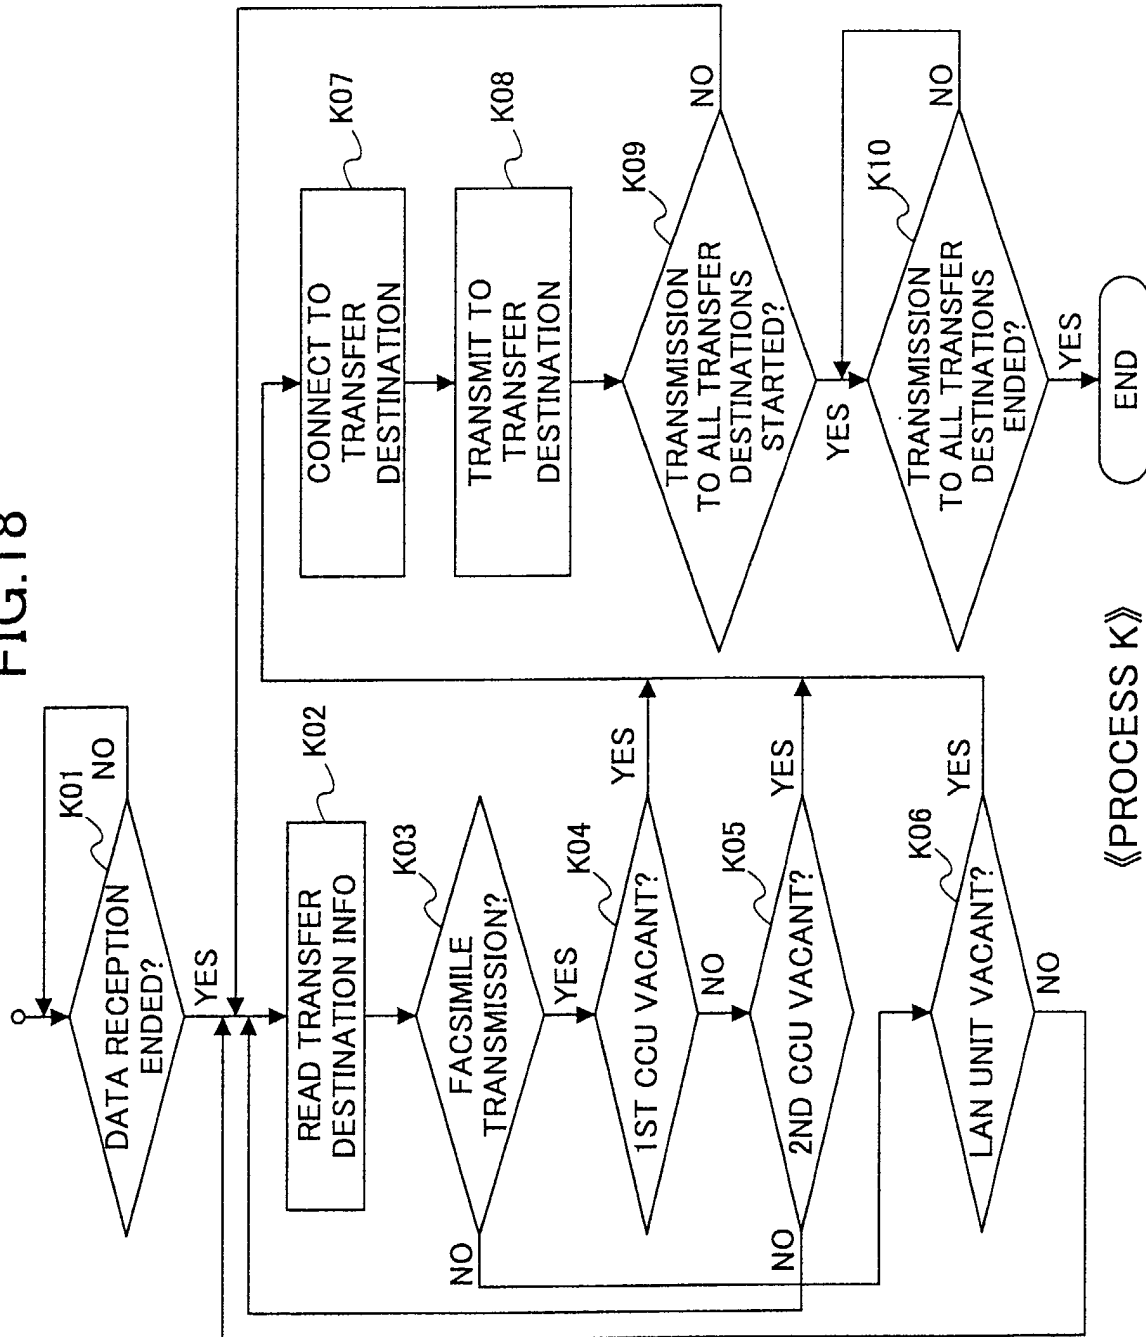 FIG.18
K01
DATA RECEPTION
ENDED?
NO
YES
K02
READ TRANSFER
DESTINATION INFO
K03
FACSIMILE
TRANSMISSION?
NO
YES
K04
1ST CCU VACANT?
YES
NO
K05
2ND CCU VACANT?
YES
NO
K06
LAN UNIT VACANT?
YES
NO
K07
CONNECT TO
TRANSFER
DESTINATION
K08
TRANSMIT TO
TRANSFER
DESTINATION
K09
TRANSMISSION
TO ALL TRANSFER
DESTINATIONS
STARTED?
NO
YES
K10
TRANSMISSION
TO ALL TRANSFER
DESTINATIONS
ENDED?
NO
YES
END
《PROCESS K》